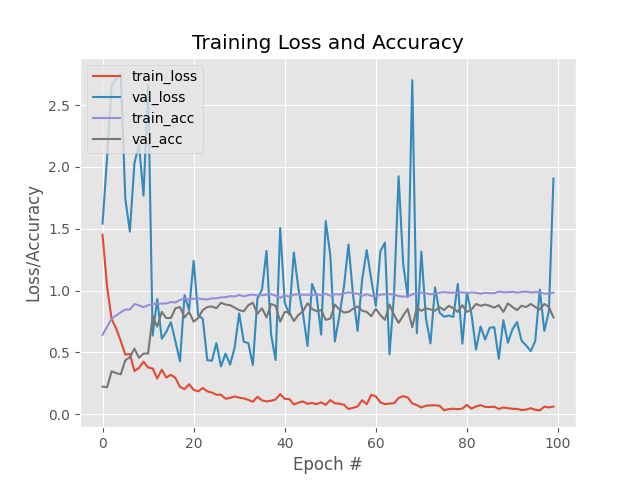 Training Loss and Accuracy
train_loss
val_loss
train_acc
val_acc
2.5
2.0
1.5
1.0
0.5
0.0
Loss/Accuracy
0 20 40 60 80 100
Epoch #